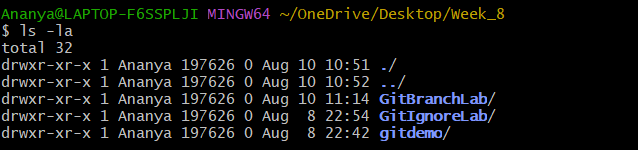 Ananya@LAPTOP-F6SSPLJI MINGW64 ~/OneDrive/Desktop/Week_8
$ ls -la
total 32
drwxr-xr-x 1 Ananya 197626 0 Aug 10 10:51 ./
drwxr-xr-x 1 Ananya 197626 0 Aug 10 10:52 ../
drwxr-xr-x 1 Ananya 197626 0 Aug 10 11:14 GitBranchLab/
drwxr-xr-x 1 Ananya 197626 0 Aug  8 22:54 GitIgnoreLab/
drwxr-xr-x 1 Ananya 197626 0 Aug  8 22:42 gitdemo/